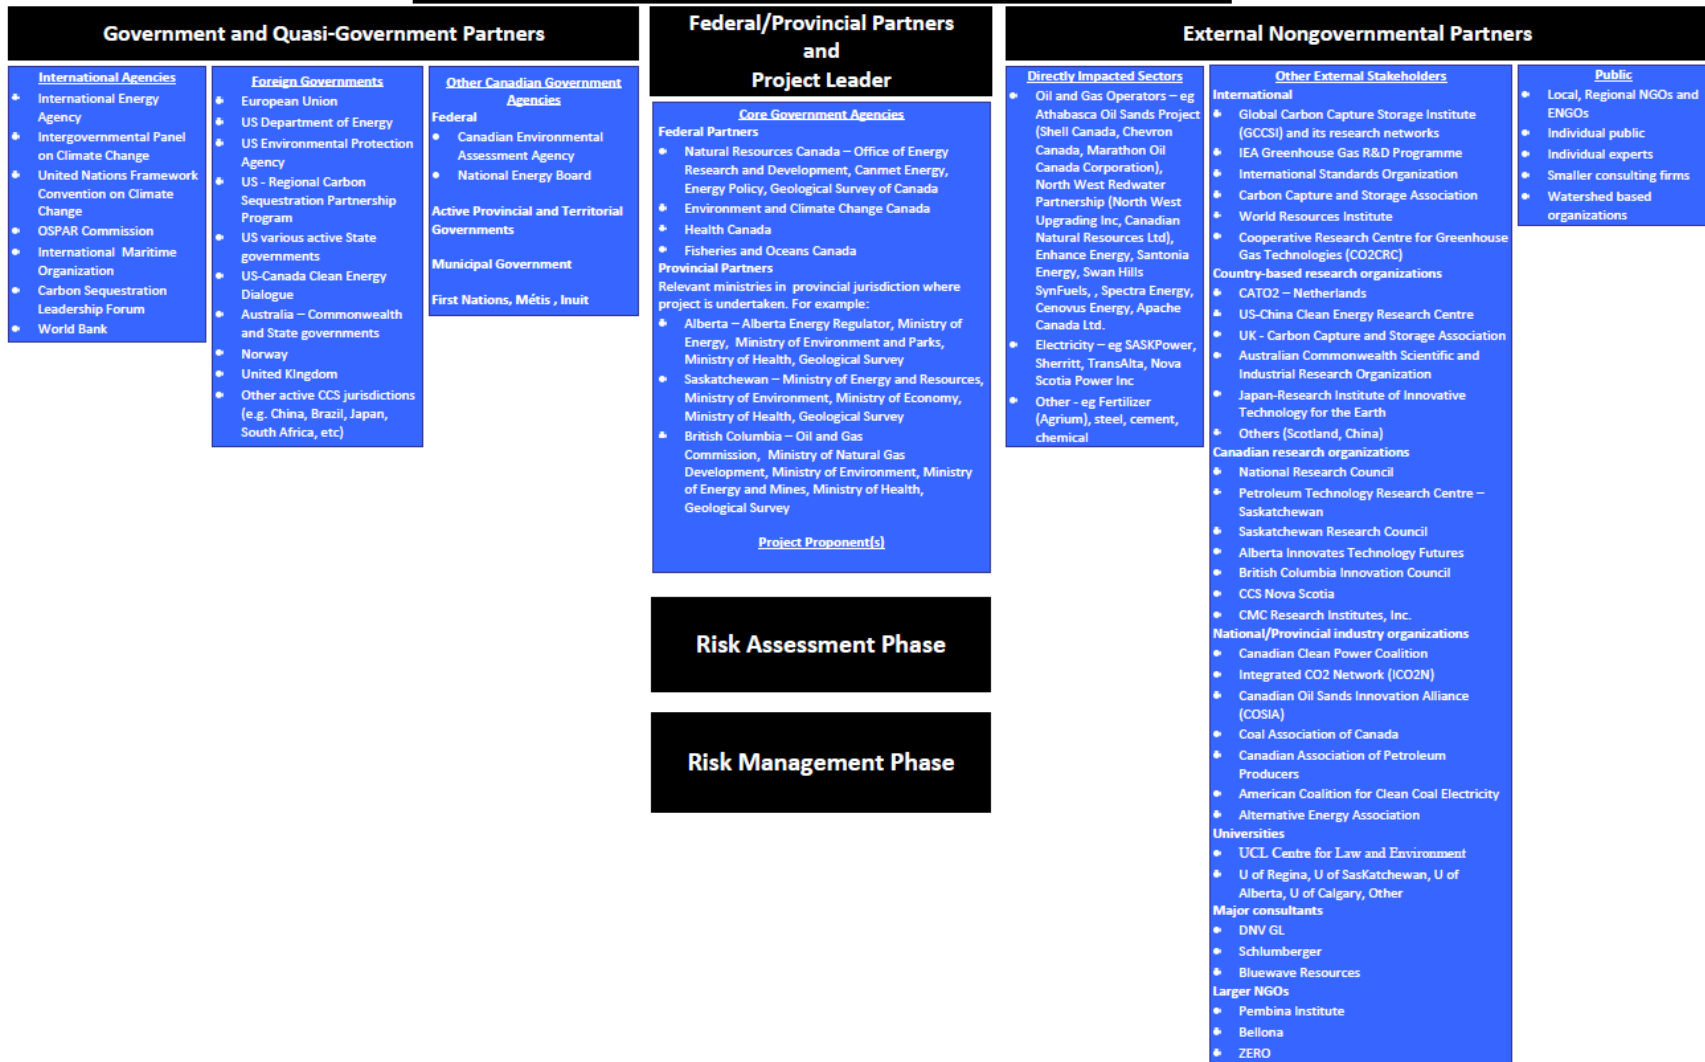 Government and Quasi-Government Partners
International Agencies
International Energy
Agency
Intergovernmental Panel
on Climate Change
United Nations Framework
Convention on Climate
Change
OSPAR Commission
International Maritime
Organization
Carbon Sequestration
Leadership Forum
World Bank
Foreign Governments
European Union
US Department of Energy
US Environmental Protection
Agency
US - Regional Carbon
Sequestration Partnership
Program
US various active State
governments
US-Canada Clean Energy
Dialogue
Australia – Commonwealth
and State governments
Norway
United KIngdom
Other active CCS jurisdictions
(e.g. China, Brazil, Japan,
South Africa, etc)
Other Canadian Government
Agencies
Federal
Canadian Environmental
Assessment Agency
National Energy Board
Active Provincial and Territorial
Governments
Municipal Government
First Nations, Métis , Inuit
Federal/Provincial Partners
and
Project Leader
Core Government Agencies
Federal Partners
Natural Resources Canada – Office of Energy
Research and Development, Canmet Energy,
Energy Policy, Geological Survey of Canada
Environment and Climate Change Canada
Health Canada
Fisheries and Oceans Canada
Provincial Partners
Relevant ministries in provincial jurisdiction where
project is undertaken. For example:
Alberta – Alberta Energy Regulator, Ministry of
Energy, Ministry of Environment and Parks,
Ministry of Health, Geological Survey
Saskatchewan – Ministry of Energy and Resources,
Ministry of Environment, Ministry of Economy,
Ministry of Health, Geological Survey
British Columbia – Oil and Gas
Commission, Ministry of Natural Gas
Development, Ministry of Environment, Ministry
of Energy and Mines, Ministry of Health,
Geological Survey
Project Proponent(s)
Risk Assessment Phase
Risk Management Phase
External Nongovernmental Partners
Directly Impacted Sectors
Oil and Gas Operators – eg
Athabasca Oil Sands Project
(Shell Canada, Chevron
Canada, Marathon Oil
Canada Corporation),
North West Redwater
Partnership (North West
Upgrading Inc, Canadian
Natural Resources Ltd),
Enhance Energy, Santonia
Energy, Swan Hills
SynFuels, , Spectra Energy,
Cenovus Energy, Apache
Canada Ltd.
Electricity – eg SASKPower,
Sherritt, TransAlta, Nova
Scotia Power Inc
Other - eg Fertilizer
(Agrium), steel, cement,
chemical
Other External Stakeholders
International
Global Carbon Capture Storage Institute
(GCCSI) and its research networks
IEA Greenhouse Gas R&D Programme
International Standards Organization
Carbon Capture and Storage Association
World Resources Institute
Cooperative Research Centre for Greenhouse
Gas Technologies (CO2CRC)
Country-based research organizations
CATO2 – Netherlands
US-China Clean Energy Research Centre
UK - Carbon Capture and Storage Association
Australian Commonwealth Scientific and
Industrial Research Organization
Japan-Research Institute of Innovative
Technology for the Earth
Others (Scotland, China)
Canadian research organizations
National Research Council
Petroleum Technology Research Centre –
Saskatchewan
Saskatchewan Research Council
Alberta Innovates Technology Futures
British Columbia Innovation Council
CCS Nova Scotia
CMC Research Institutes, Inc.
National/Provincial industry organizations
Canadian Clean Power Coalition
Integrated CO2 Network (ICO2N)
Canadian Oil Sands Innovation Alliance
(COSIA)
Coal Association of Canada
Canadian Association of Petroleum
Producers
American Coalition for Clean Coal Electricity
Alternative Energy Association
Universities
UCL Centre for Law and Environment
U of Regina, U of SasKatchewan, U of
Alberta, U of Calgary, Other
Major consultants
DNV GL
Schlumberger
Bluewave Resources
Larger NGOs
Pembina Institute
Bellona
ZERO
Public
Local, Regional NGOs and
ENGOs
Individual public
Individual experts
Smaller consulting firms
Watershed based
organizations